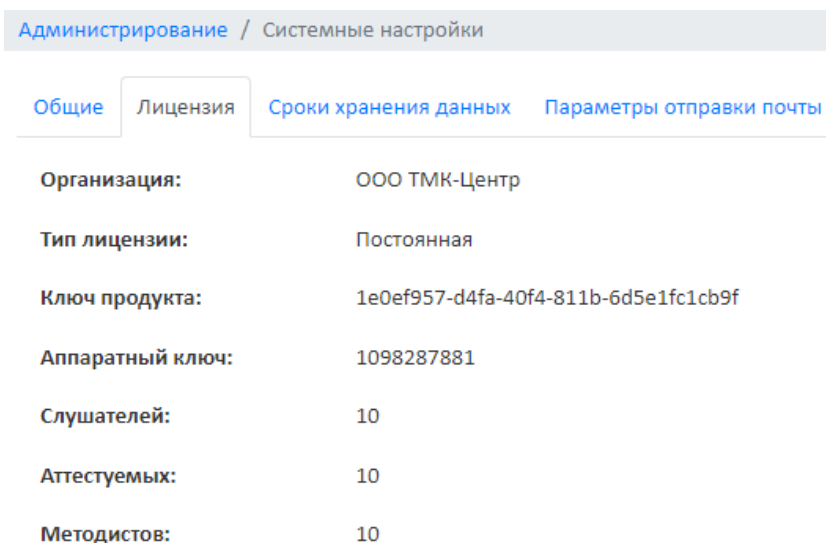 Администрирование / Системные настройки
Общие Лицензия Сроки хранения данных Параметры отправки почты
Организация: ООО ТМК-Центр
Тип лицензии: Постоянная
Ключ продукта: 1e0ef957-d4fa-40f4-811b-6d5e1fc1cb9f
Аппаратный ключ: 1098287881
Слушателей: 10
Аттестуемых: 10
Методистов: 10